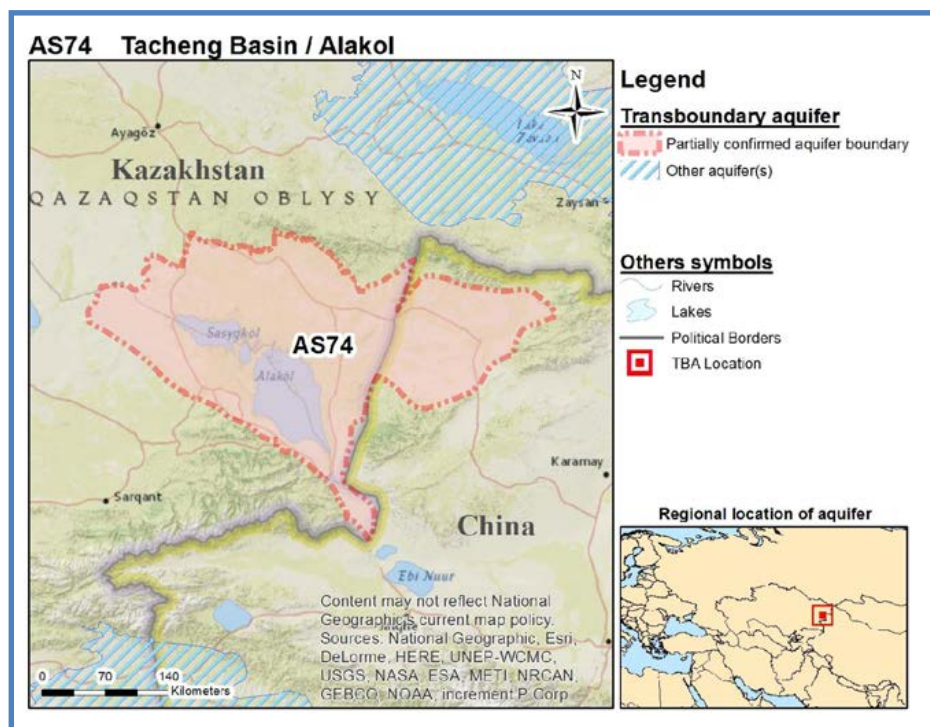 AS74 Tacheng Basin / Alakol
N
Ayagöz
Kazakhstan
QAZAQSTAN OBLYSY
Zaysan
Sasyqkol
AS74
Alakol
Karamay
Sarqant
China
Ebi Nuur
Content may not reflect National
Geographic's current map policy.
Sources: National Geographic, Esri,
DeLorme, HERE, UNEP-WCMC,
USGS, NASA, ESA, METI, NRCAN,
GEBCO, NOAA, increment P Corp
0 70 140
Kilometers
Legend
Transboundary aquifer
Partially confirmed aquifer boundary
Other aquifer(s)
Others symbols
Rivers
Lakes
Political Borders
TBA Location
Regional location of aquifer